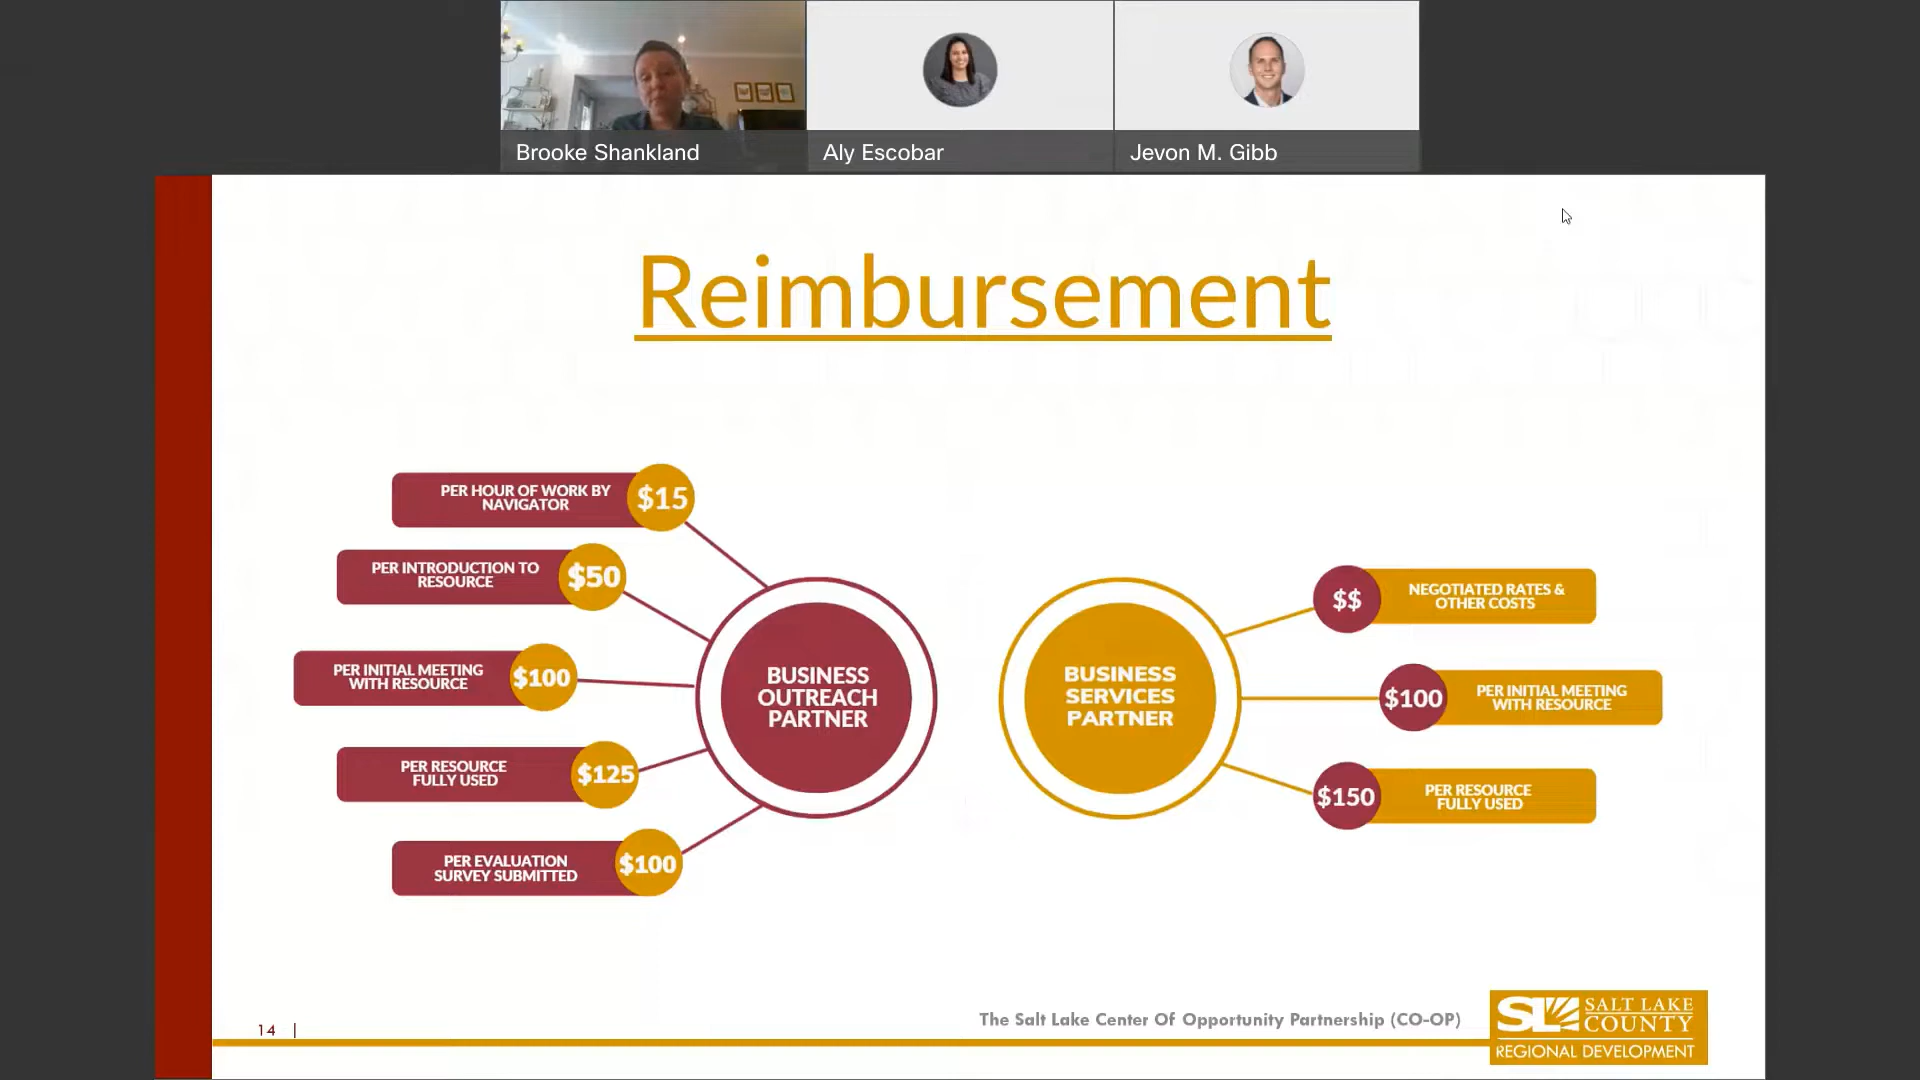 Brooke Shankland
Aly Escobar
Jevon M. Gibb
Reimbursement
PER HOUR OF WORK BY
NAVIGATOR
$15
PER INTRODUCTION TO
RESOURCE
$50
PER INITIAL MEETING
WITH RESOURCE
$100
PER RESOURCE
FULLY USED
$125
PER EVALUATION
SURVEY SUBMITTED
$100
BUSINESS
OUTREACH
PARTNER
BUSINESS
SERVICES
PARTNER
$$
NEGOTIATED RATES &
OTHER COSTS
$100
PER INITIAL MEETING
WITH RESOURCE
$150
PER RESOURCE
FULLY USED
14 |
The Salt Lake Center Of Opportunity Partnership (CO-OP)
SL
SALT LAKE
COUNTY
REGIONAL DEVELOPMENT